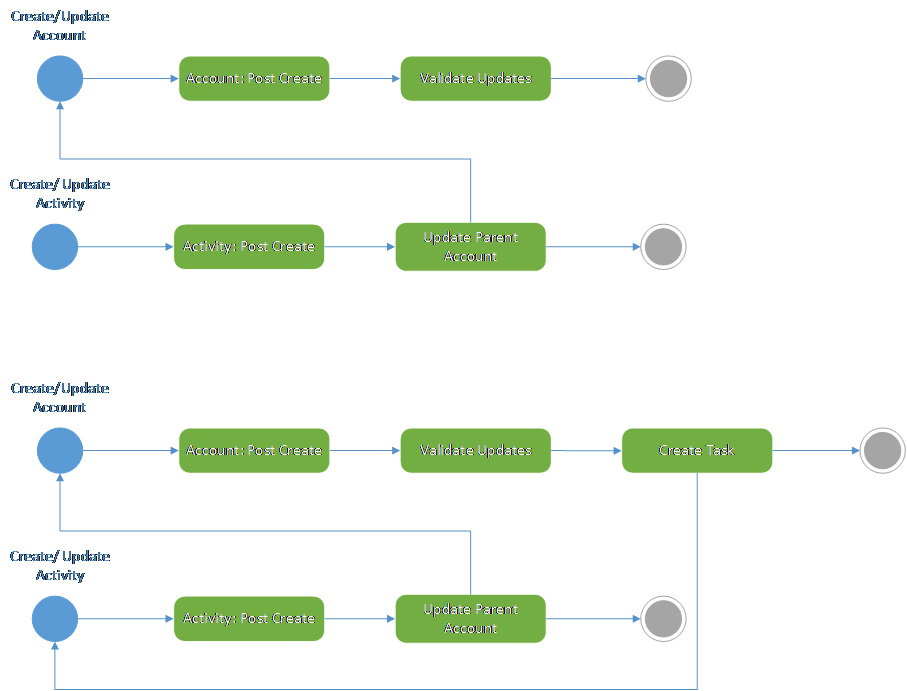 Create/Update
Account
Account: Post Create
Validate Updates
Create/ Update
Activity
Activity: Post Create
Update Parent
Account
Create/Update
Account
Account: Post Create
Validate Updates
Create Task
Create/ Update
Activity
Activity: Post Create
Update Parent
Account